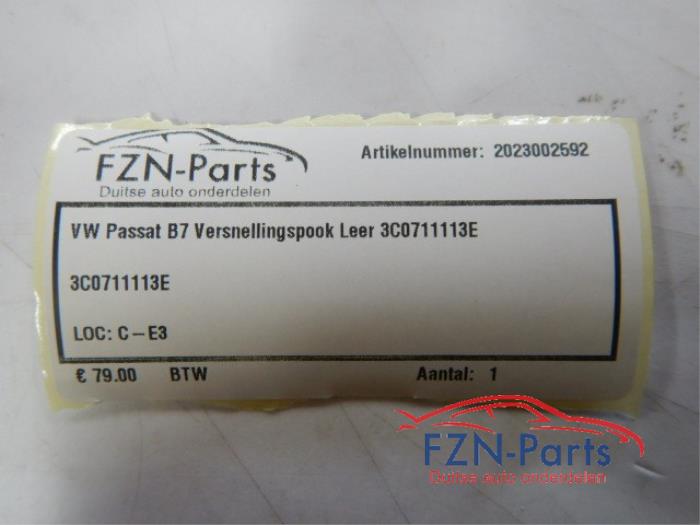 FZN-Parts
Duitse auto onderdelen
Artikelnummer: 2023002592
VW Passat B7 Versnellingspook Leer 3C0711113E
3C0711113E
LOC: C-E3
€ 79.00 BTW Aantal: 1
FZN-Parts
Duitse auto onderdelen